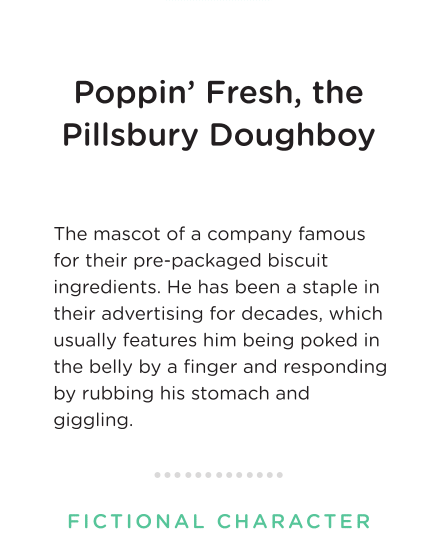 Poppin’ Fresh, the
Pillsbury Doughboy
The mascot of a company famous
for their pre-packaged biscuit
ingredients. He has been a staple in
their advertising for decades, which
usually features him being poked in
the belly by a finger and responding
by rubbing his stomach and
giggling.
FICTIONAL CHARACTER